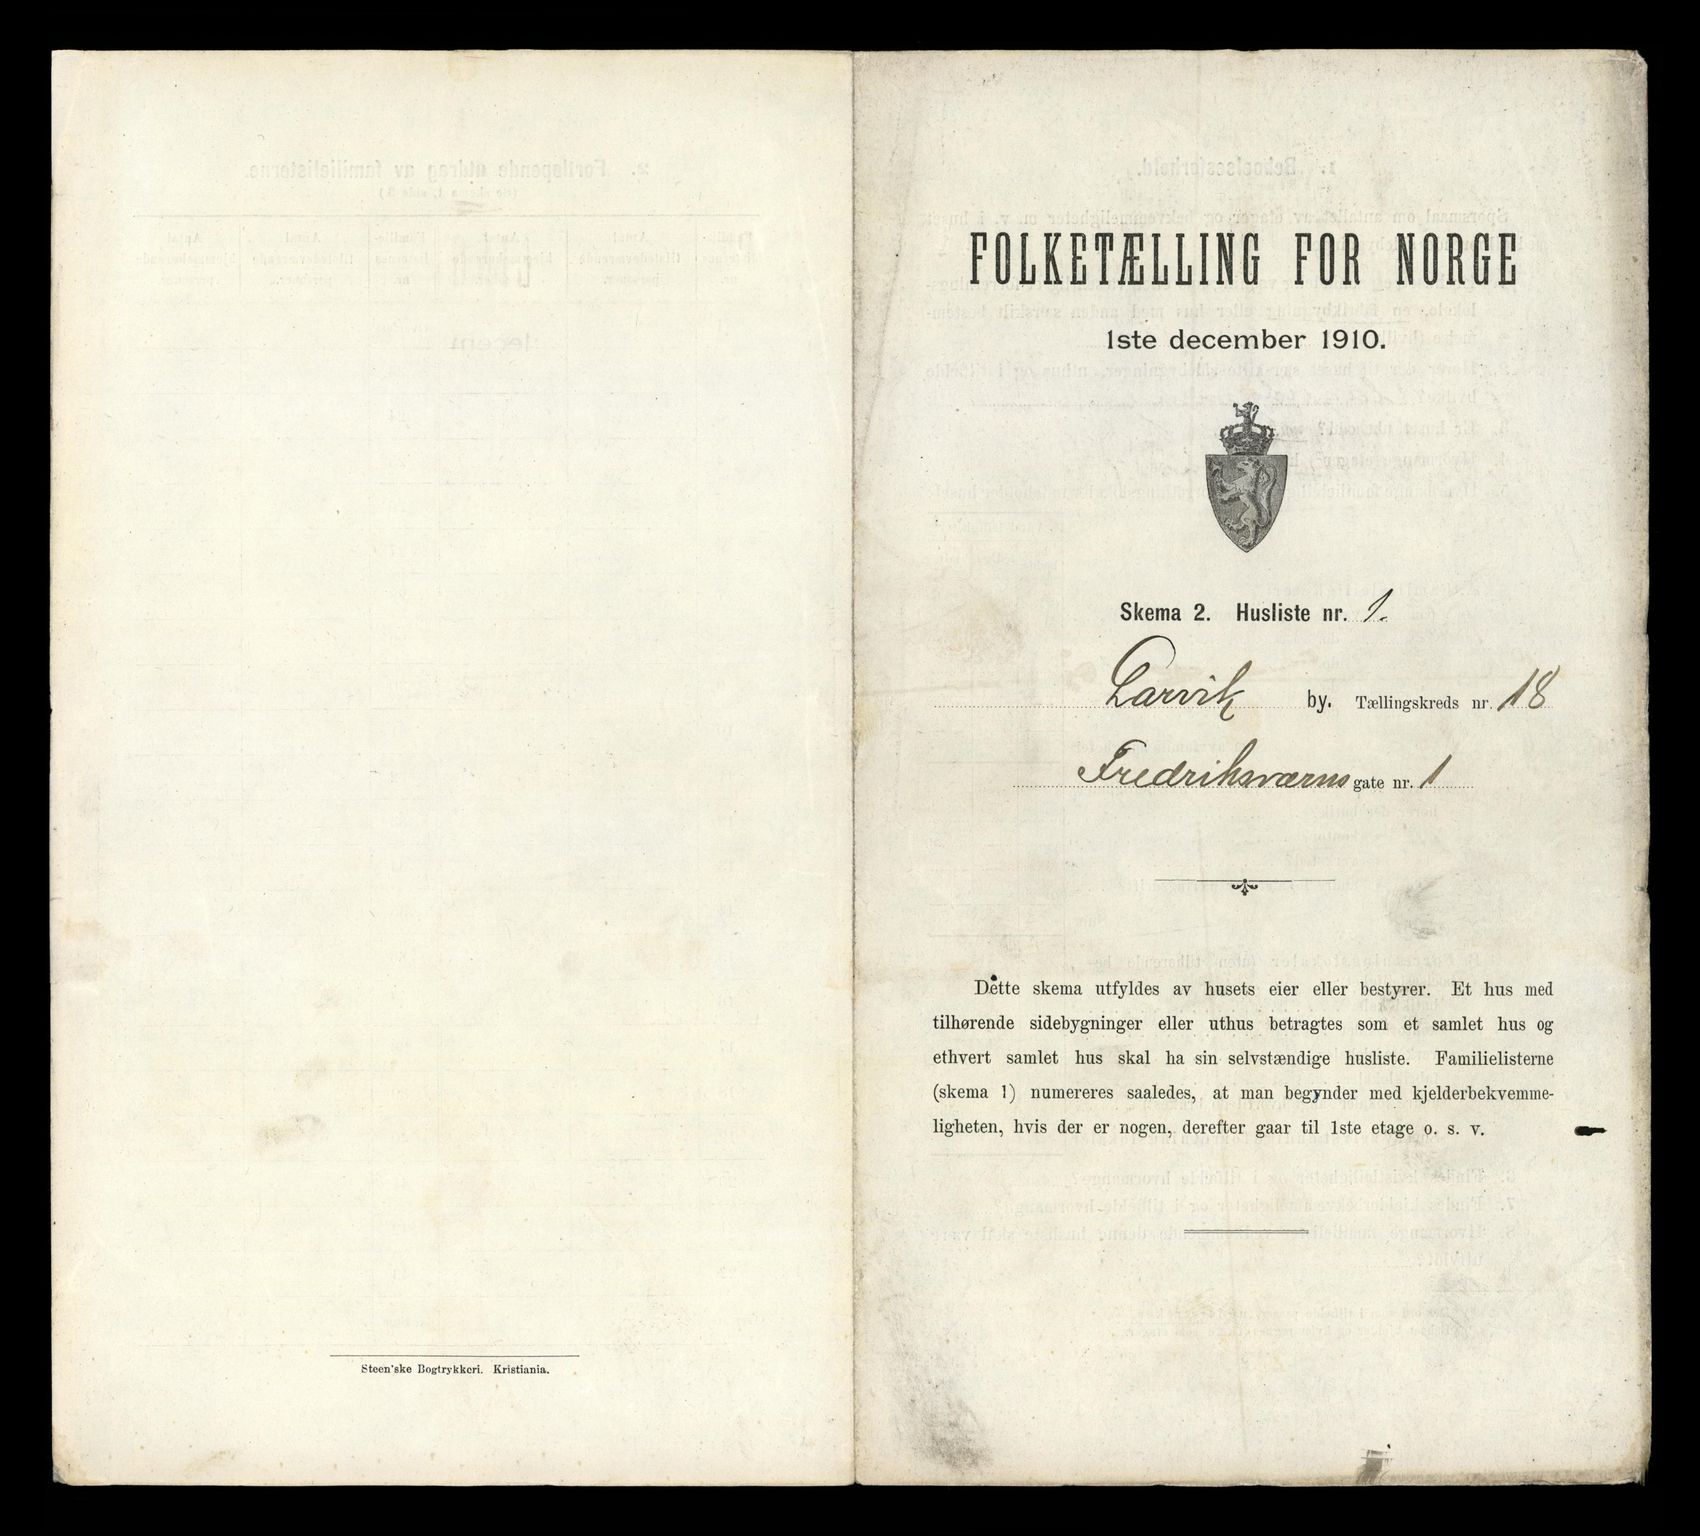 FOLKETÆLLING FOR NORGE
1ste december 1910.
Skema 2. Husliste nr. 1.
Larvik by. Tællingskreds nr. 18
Fredriksværns gate nr. 1
Dette skema utfyldes av husets eier eller bestyrer. Et hus med
tilhørende sidebygninger eller uthus betragtes som et samlet hus og
ethvert samlet hus skal ha sin selvstændige husliste. Familielisterne
(skema 1) numereres saaledes, at man begynder med kjelderbekvemme-
ligheten, hvis der er nogen, derefter gaar til 1ste etage o. s. v.
Steen'ske Bogtrykkeri. Kristiania.